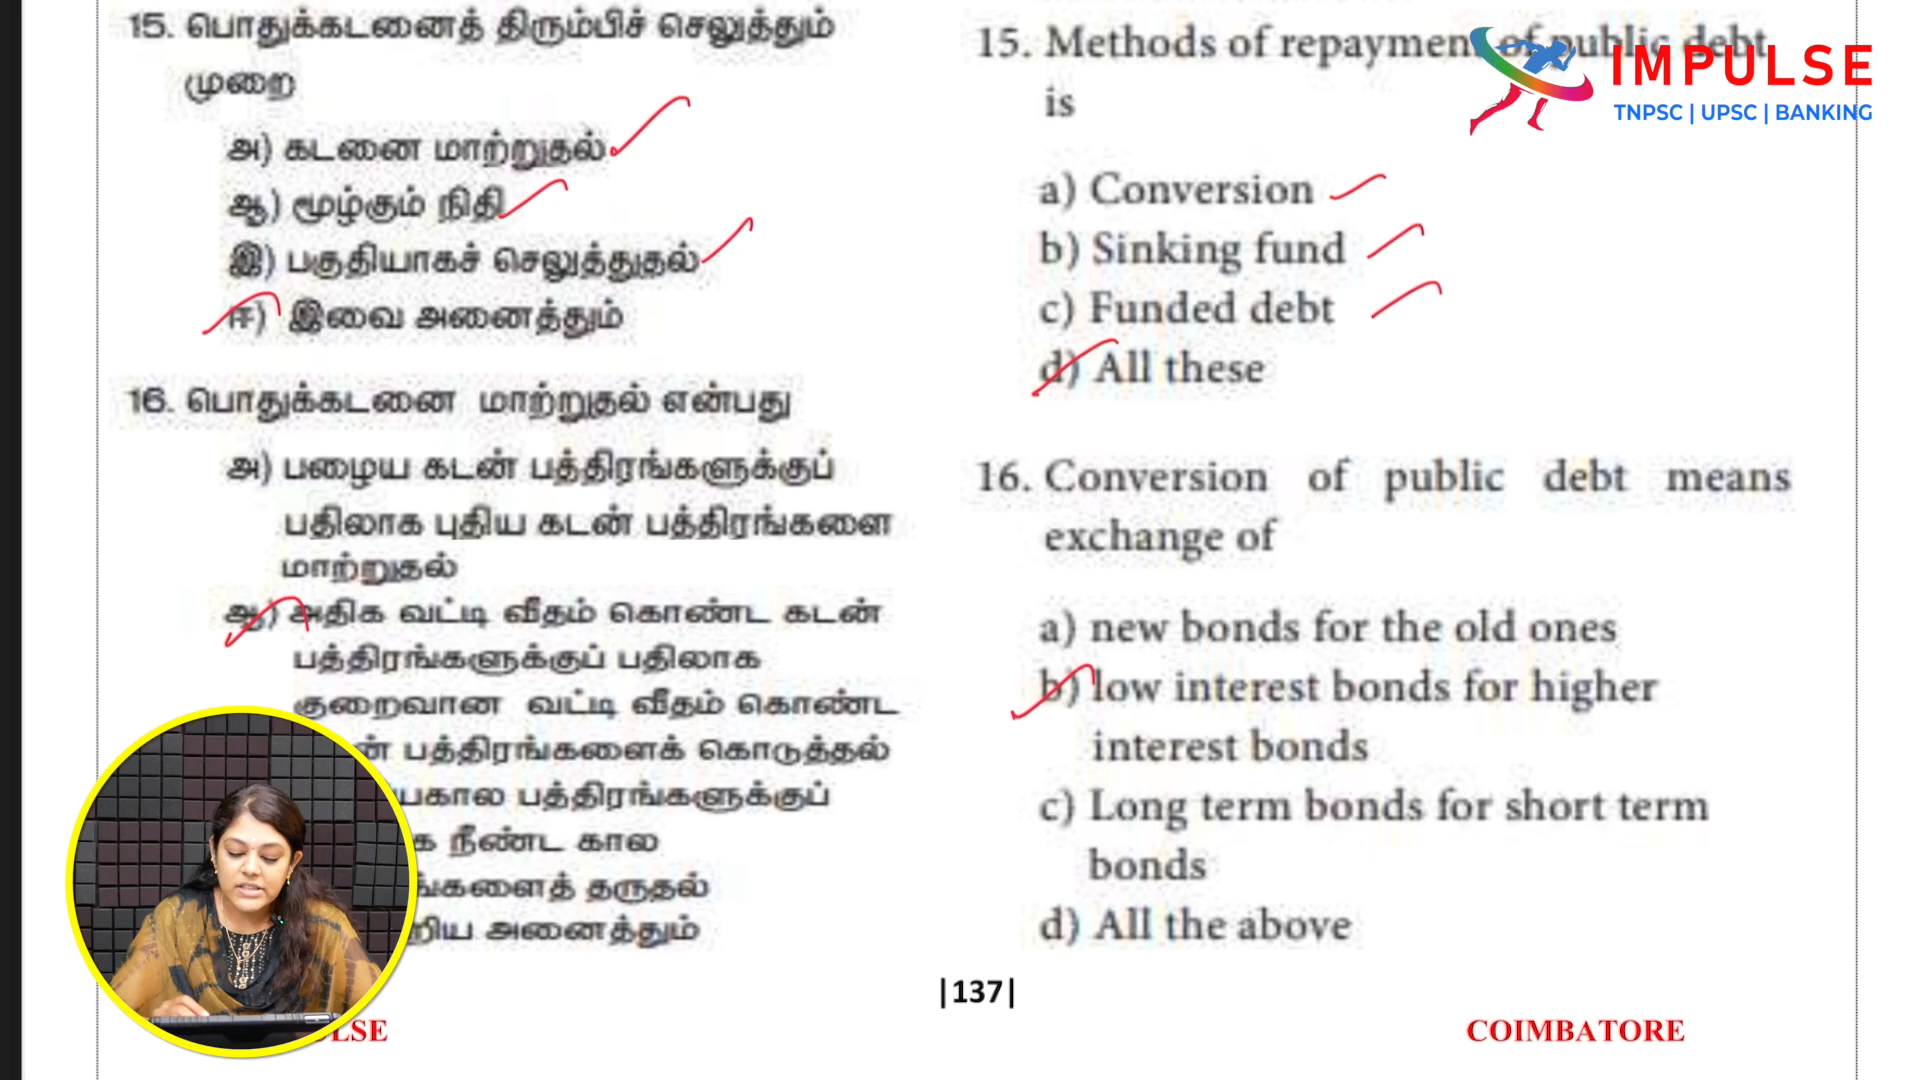 15. பொதுக்கடனைத் திரும்பிச் செலுத்தும்
முறை
அ) கடனை மாற்றுதல்
ஆ) மூழ்கும் நிதி
இ) பகுதியாகச் செலுத்துதல்
ஈ) இவை அனைத்தும்
16. பொதுக்கடனை மாற்றுதல் என்பது
அ) பழைய கடன் பத்திரங்களுக்குப்
பதிலாக புதிய கடன் பத்திரங்களை
மாற்றுதல்
ஆ) அதிக வட்டி வீதம் கொண்ட கடன்
பத்திரங்களுக்குப் பதிலாக
குறைவான வட்டி வீதம் கொண்ட
பத்திரங்களைக் கொடுத்தல்
பத்திரங்களுக்குப்
நீண்ட கால
தருதல்
அனைத்தும்
15. Methods of repayment of public debt
is
a) Conversion
b) Sinking fund
c) Funded debt
d) All these
16. Conversion of public debt means
exchange of
a) new bonds for the old ones
b) low interest bonds for higher
interest bonds
c) Long term bonds for short term
bonds
d) All the above
IMPULSE
TNPSC | UPSC | BANKING
|137|
COIMBATORE